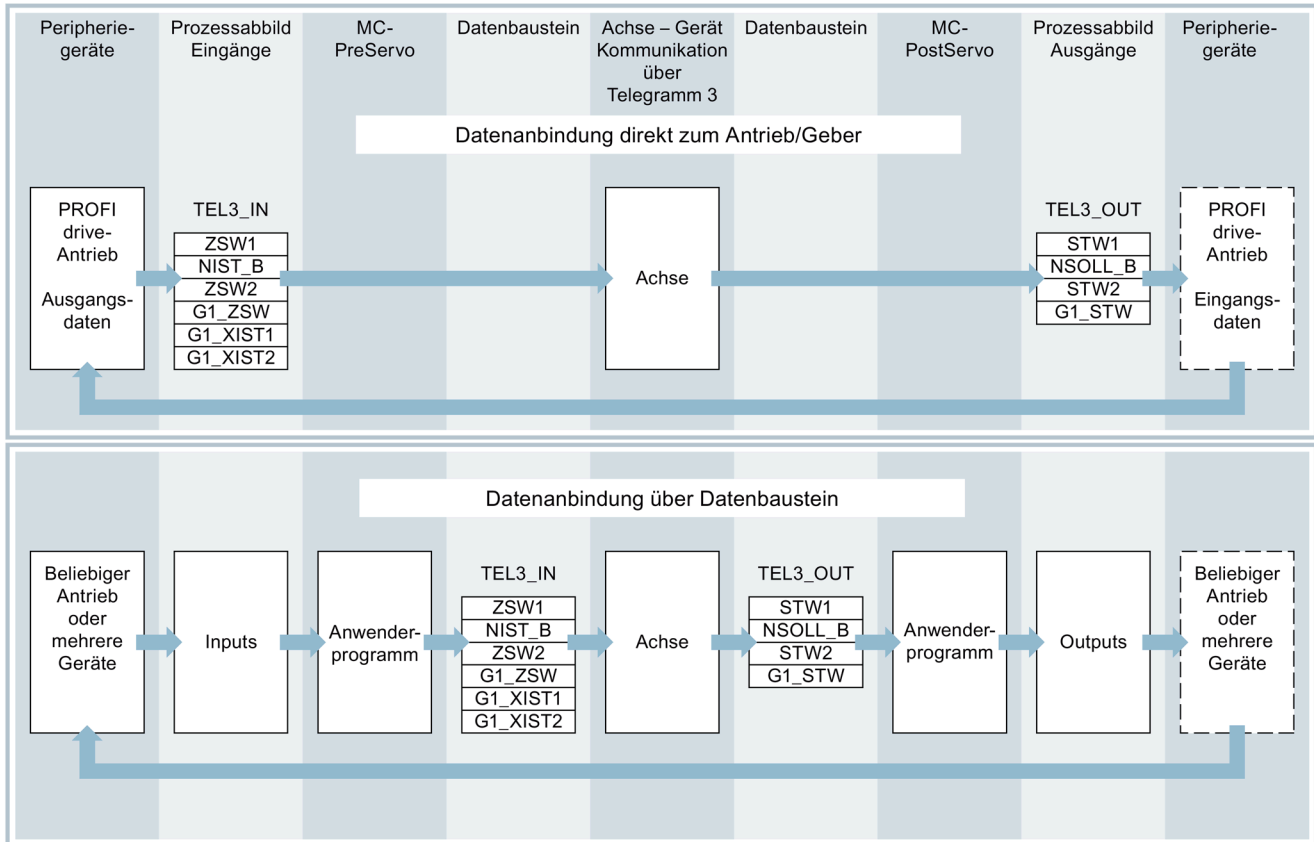 Peripherie-
geräte
Prozessabbild
Eingänge
MC-
PreServo
Datenbaustein
Achse – Gerät
Kommunikation
über
Telegramm 3
Datenbaustein
MC-
PostServo
Prozessabbild
Ausgänge
Peripherie-
geräte
Datenanbindung direkt zum Antrieb/Geber
PROFI
drive-
Antrieb
Ausgangs-
daten
TEL3_IN
ZSW1
NIST_B
ZSW2
G1_ZSW
G1_XIST1
G1_XIST2
Achse
TEL3_OUT
STW1
NSOLL_B
STW2
G1_STW
PROFI
drive-
Antrieb
Eingangs-
daten
Datenanbindung über Datenbaustein
Beliebiger
Antrieb
oder
mehrere
Geräte
Inputs
Anwender-
programm
TEL3_IN
ZSW1
NIST_B
ZSW2
G1_ZSW
G1_XIST1
G1_XIST2
Achse
TEL3_OUT
STW1
NSOLL_B
STW2
G1_STW
Anwender-
programm
Outputs
Beliebiger
Antrieb
oder
mehrere
Geräte